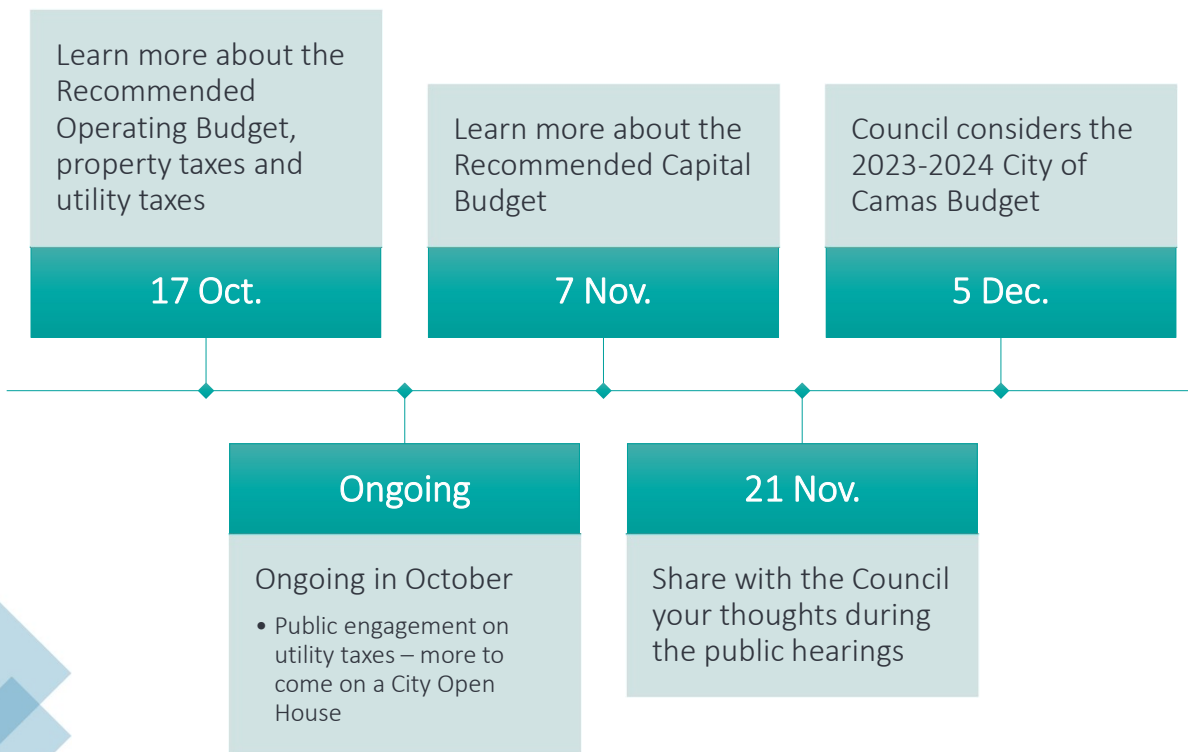 Learn more about the
Recommended
Operating Budget,
property taxes and
utility taxes
17 Oct.
Ongoing
Ongoing in October
• Public engagement on
utility taxes – more to
come on a City Open
House
Learn more about the
Recommended Capital
Budget
7 Nov.
21 Nov.
Share with the Council
your thoughts during
the public hearings
Council considers the
2023-2024 City of
Camas Budget
5 Dec.